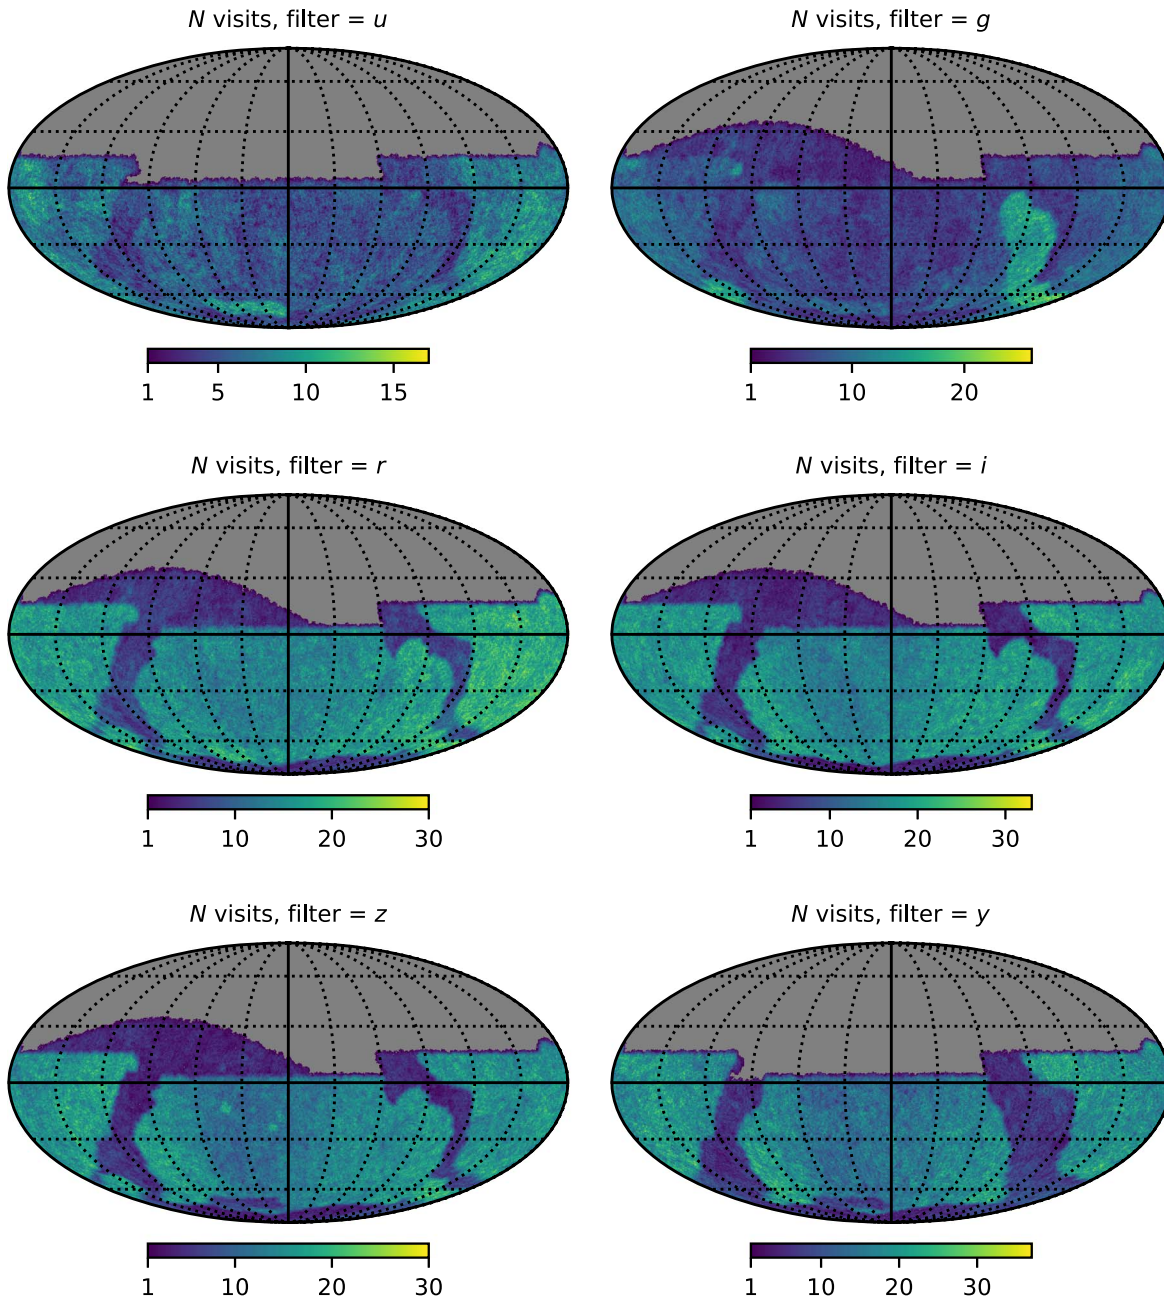 N visits, filter = u
N visits, filter = g
1 5 10 15
1 10 20
N visits, filter = r
N visits, filter = i
1 10 20 30
1 10 20 30
N visits, filter = z
N visits, filter = y
1 10 20 30
1 10 20 30